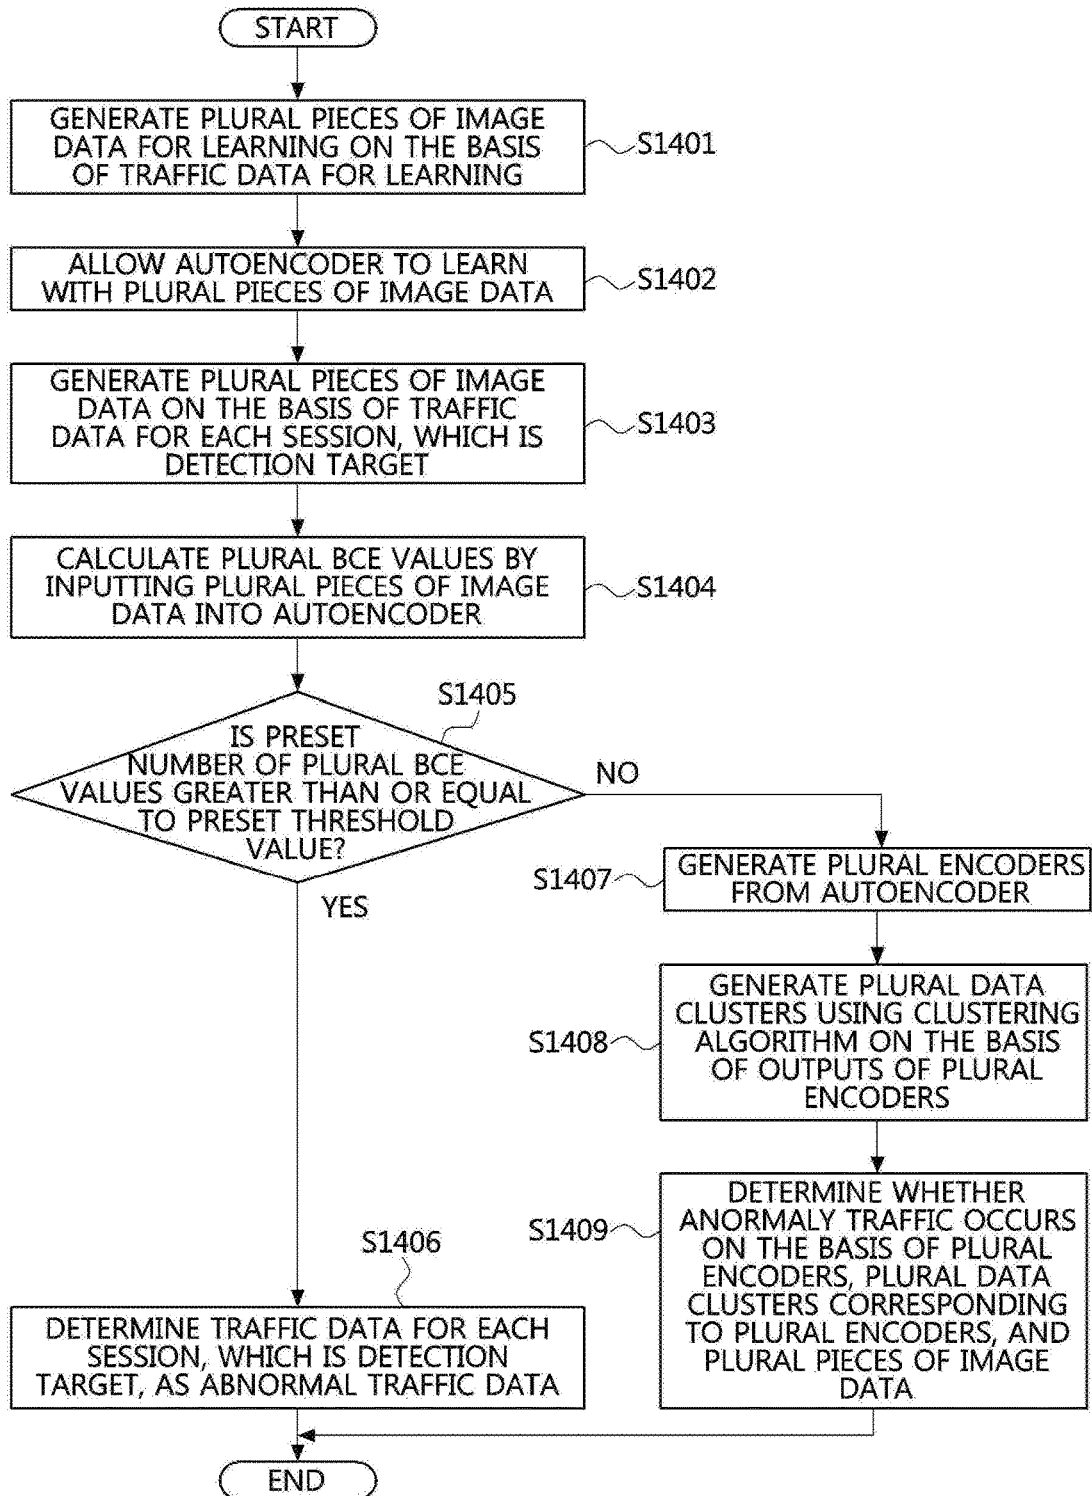 START
GENERATE PLURAL PIECES OF IMAGE
DATA FOR LEARNING ON THE BASIS
OF TRAFFIC DATA FOR LEARNING
S1401
ALLOW AUTOENCODER TO LEARN
WITH PLURAL PIECES OF IMAGE DATA
S1402
GENERATE PLURAL PIECES OF IMAGE
DATA ON THE BASIS OF TRAFFIC
DATA FOR EACH SESSION, WHICH IS
DETECTION TARGET
S1403
CALCULATE PLURAL BCE VALUES BY
INPUTTING PLURAL PIECES OF IMAGE
DATA INTO AUTOENCODER
S1404
S1405
IS PRESET
NUMBER OF PLURAL BCE
VALUES GREATER THAN OR EQUAL
TO PRESET THRESHOLD
VALUE?
NO
YES
S1407
GENERATE PLURAL ENCODERS
FROM AUTOENCODER
S1408
GENERATE PLURAL DATA
CLUSTERS USING CLUSTERING
ALGORITHM ON THE BASIS
OF OUTPUTS OF PLURAL
ENCODERS
S1409
DETERMINE WHETHER
ANORMALY TRAFFIC OCCURS
ON THE BASIS OF PLURAL
ENCODERS, PLURAL DATA
CLUSTERS CORRESPONDING
TO PLURAL ENCODERS, AND
PLURAL PIECES OF IMAGE
DATA
S1406
DETERMINE TRAFFIC DATA FOR EACH
SESSION, WHICH IS DETECTION
TARGET, AS ABNORMAL TRAFFIC DATA
END